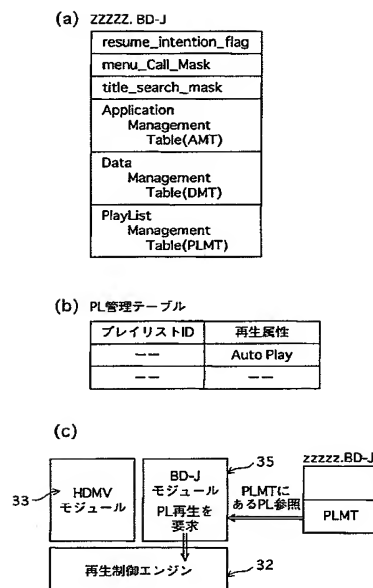 (a) ZZZZZ. BD-J
resume_intention_flag
menu_Call_Mask
title_search_mask
Application
Management
Table(AMT)
Data
Management
Table(DMT)
PlayList
Management
Table(PLMT)
(b) PL管理テーブル
プレイリストID 再生属性
ーー Auto Play
ーー ーー
(c)
33
HDMV
モジュール
BD-J
モジュール
PL再生を
要求
35
PLMTに
あるPL参照
zzzzz.BD-J
PLMT
再生制御エンジン
32